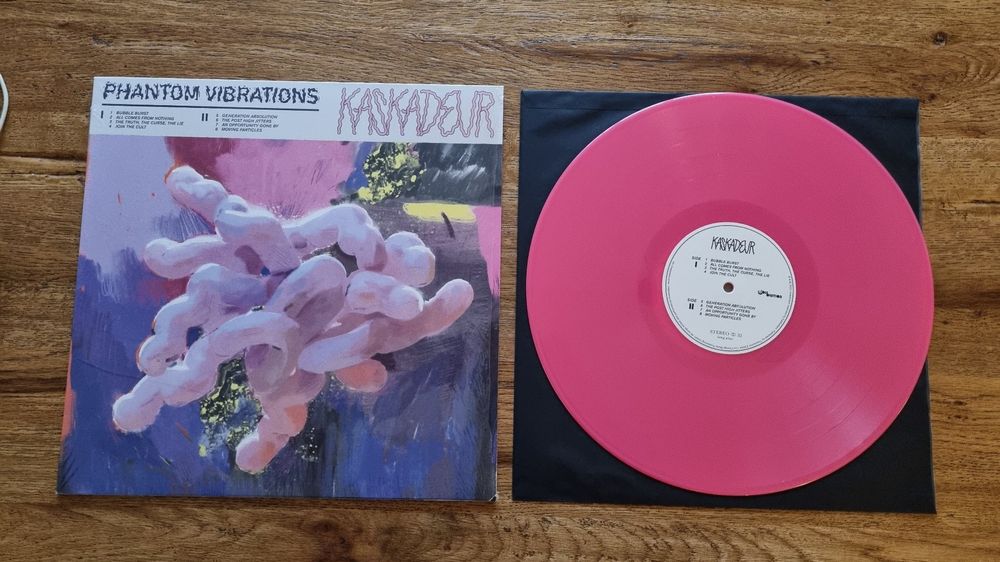 PHANTOM VIBRATIONS
KASKADEUR
I
1 BUBBLE BURST
2 ALL COMES FROM NOTHING
3 THE TRUTH, THE CURSE, THE LIE
4 JOIN THE CULT
II
5 GENERATION ABSOLUTION
6 THE POST HIGH JITTERS
7 AN OPPORTUNITY GONE BY
8 MOVING PARTICLES
KASKADEUR
SIDE
I
1 BUBBLE BURST
2 ALL COMES FROM NOTHING
3 THE TRUTH, THE CURSE, THE LIE
4 JOIN THE CULT
SIDE
II
5 GENERATION ABSOLUTION
6 THE POST HIGH JITTERS
7 AN OPPORTUNITY GONE BY
8 MOVING PARTICLES
STEREO